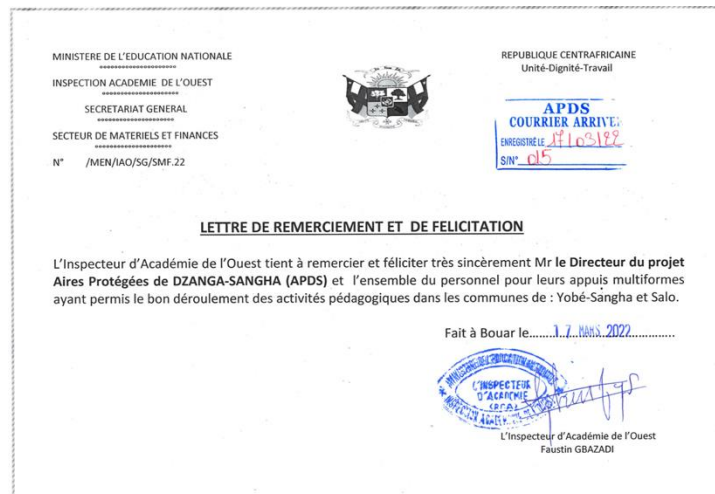 MINISTERE DE L'EDUCATION NATIONALE
********************
INSPECTION ACADEMIE DE L'OUEST
********************
SECRETARIAT GENERAL
********************
SECTEUR DE MATERIELS ET FINANCES
********************
N° /MEN/IAO/SG/SMF.22
REPUBLIQUE CENTRAFRICAINE
Unité-Dignité-Travail
APDS
COURRIER ARRIVE
ENREGISTRÉ LE 17/03/22
S/N° 015
LETTRE DE REMERCIEMENT ET DE FELICITATION
L'Inspecteur d'Académie de l'Ouest tient à remercier et féliciter très sincèrement Mr le Directeur du projet
Aires Protégées de DZANGA-SANGHA (APDS) et l'ensemble du personnel pour leurs appuis multiformes
ayant permis le bon déroulement des activités pédagogiques dans les communes de : Yobé-Sangha et Salo.
Fait à Bouar le......17 MARS 2022..............
L'INSPECTEUR
D'ACADEMIE
(RCA)
L'Inspecteur d'Académie de l'Ouest
Faustin GBAZADI